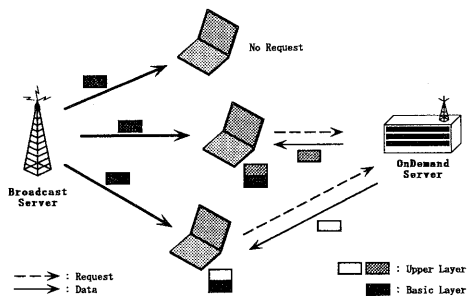 No Request
Broadcast
Server
OnDemand
Server
: Request
: Data
: Upper Layer
: Basic Layer